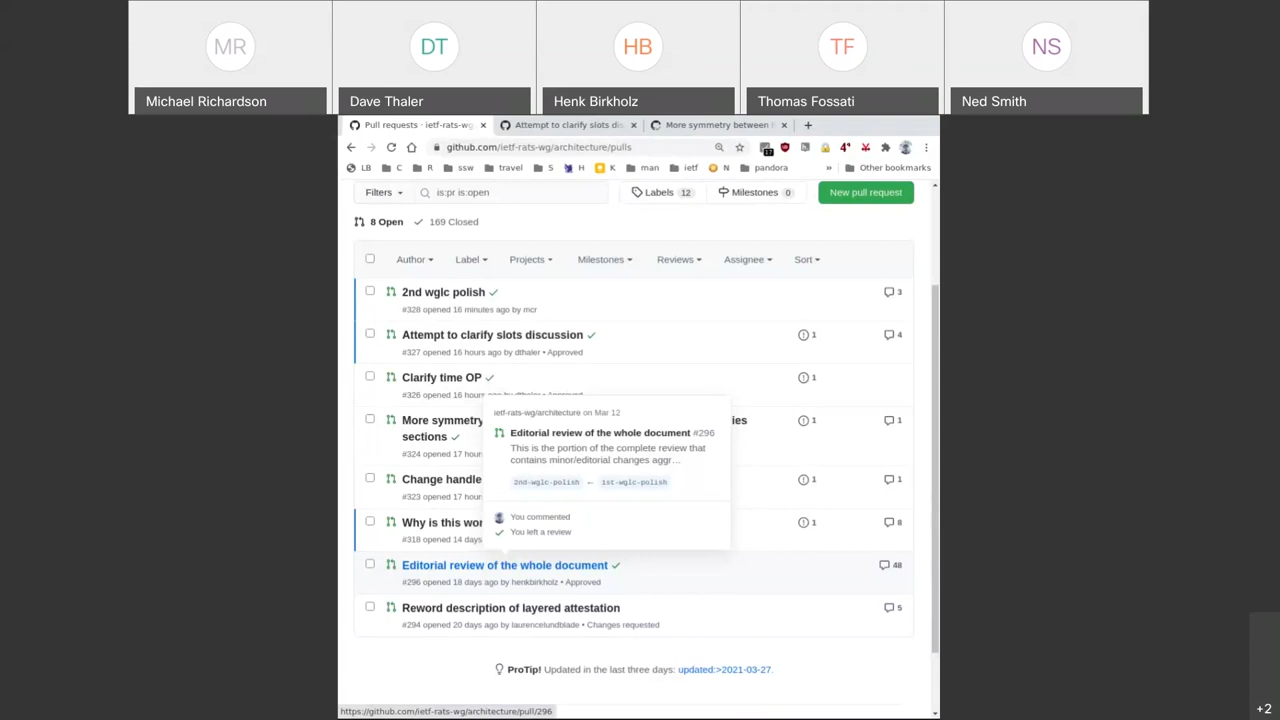 MR
DT
HB
TF
NS
Michael Richardson
Dave Thaler
Henk Birkholz
Thomas Fossati
Ned Smith
Pull requests · ietf-rats-wg
Attempt to clarify slots dis
More symmetry between
github.com/ietf-rats-wg/architecture/pulls
LB
C
R
ssw
travel
S
H
K
man
ietf
N
pandora
»
Other bookmarks
Filters
is:pr is:open
Labels 12
Milestones 0
New pull request
8 Open
169 Closed
Author
Label
Projects
Milestones
Reviews
Assignee
Sort
2nd wglc polish
3
#328 opened 16 minutes ago by mcr
Attempt to clarify slots discussion
1
4
#327 opened 16 hours ago by dthaler • Approved
Clarify time OP
1
#326 opened 16 hours ago by dthaler • Approved
More symmetry
ies
1
1
sections
#324 opened 17 hour
Change handle
1
1
#323 opened 17 hour
Why is this wor
1
8
#318 opened 14 days
ietf-rats-wg/architecture on Mar 12
Editorial review of the whole document #296
This is the portion of the complete review that
contains minor/editorial changes aggr…
2nd-wglc-polish ← 1st-wglc-polish
You commented
You left a review
Editorial review of the whole document
48
#296 opened 18 days ago by henkbirkholz • Approved
Reword description of layered attestation
5
#294 opened 20 days ago by laurencelundblade • Changes requested
ProTip! Updated in the last three days: updated:>2021-03-27.
https://github.com/ietf-rats-wg/architecture/pull/296
+2